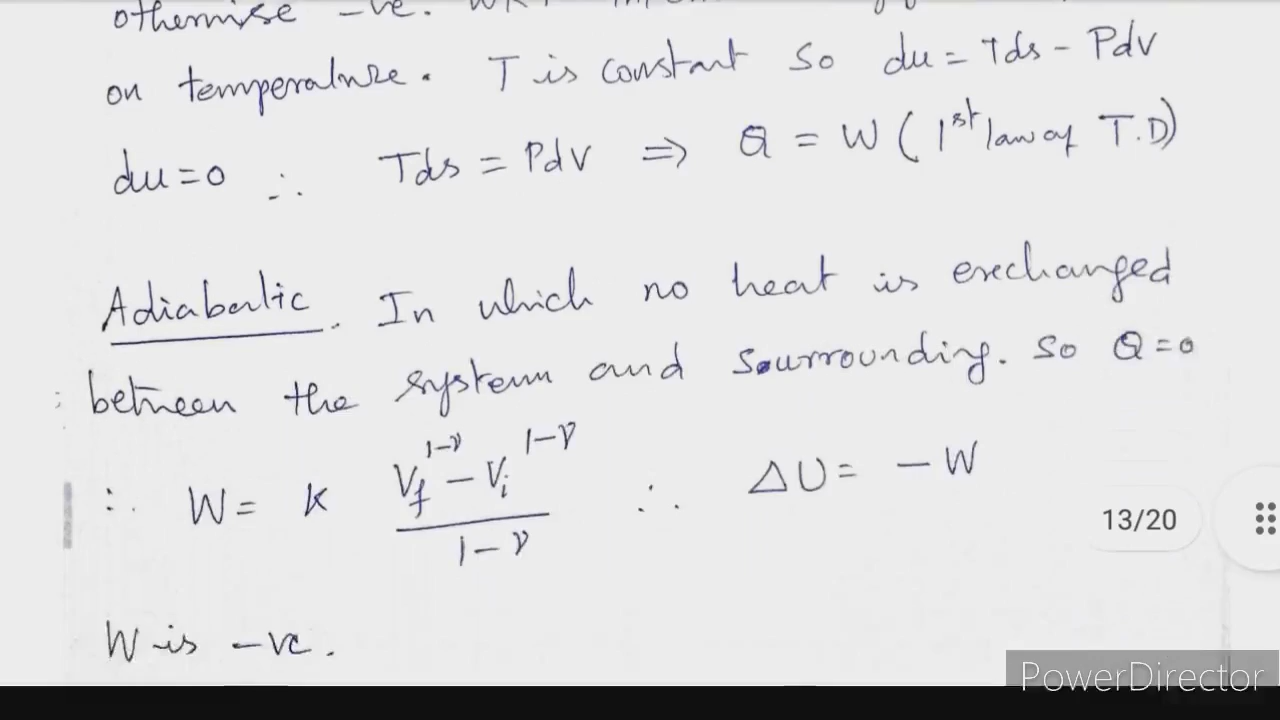 otherwise -ve.
on temperature. T is constant so du = Tds - Pdv
du=0 ∴ Tds = Pdv ⇒ Q = W (1st law of T.D)
Adiabatic. In which no heat is exchanged
between the system and surrounding. So Q=0
∴ W= K (Vf^1-γ - Vi^1-γ) / (1-γ) ∴ ΔU = -W
13/20
W is -ve.
PowerDirector